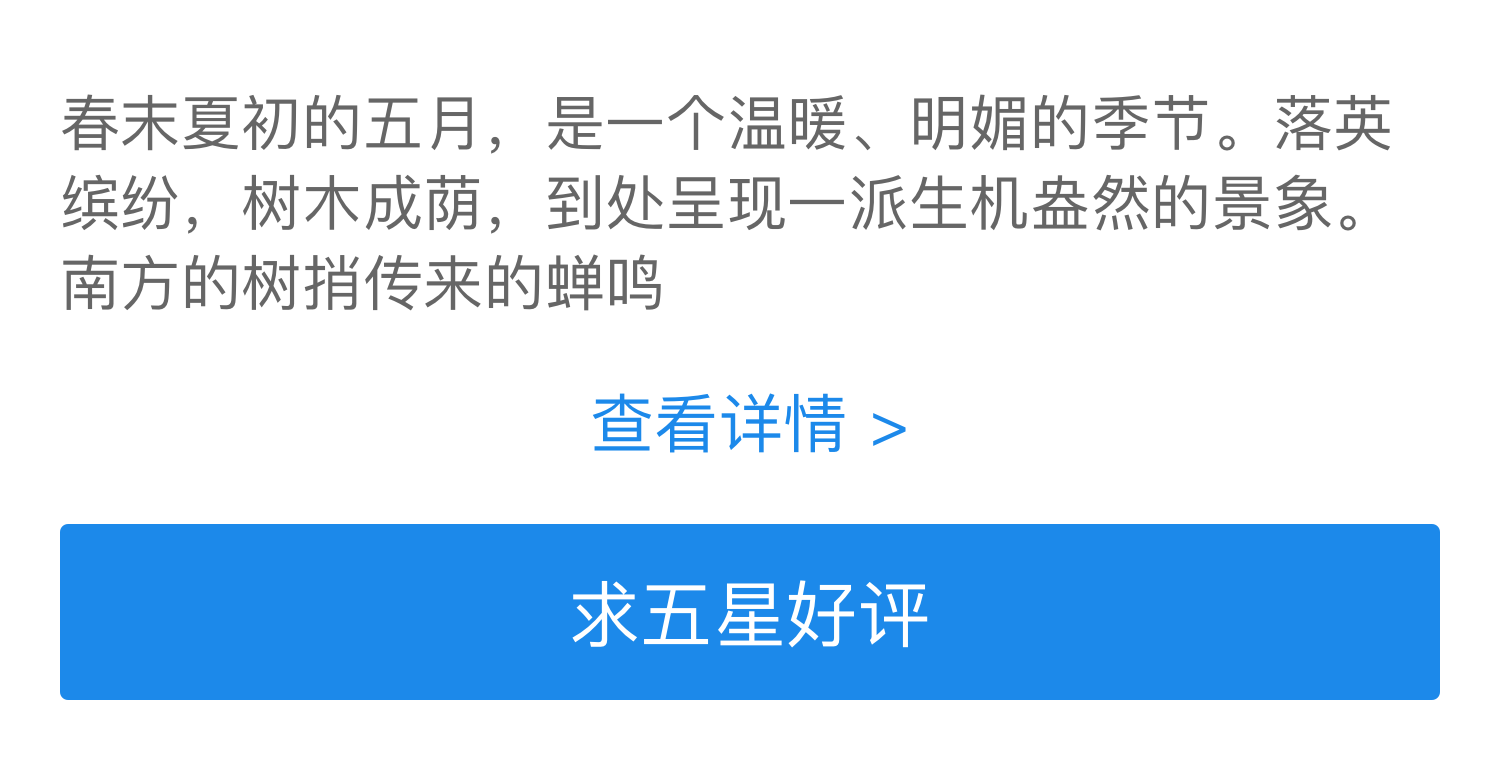 春末夏初的五月，是一个温暖、明媚的季节。落英
缤纷，树木成荫，到处呈现一派生机盎然的景象。
南方的树捎传来的蝉鸣
查看详情 >
求五星好评